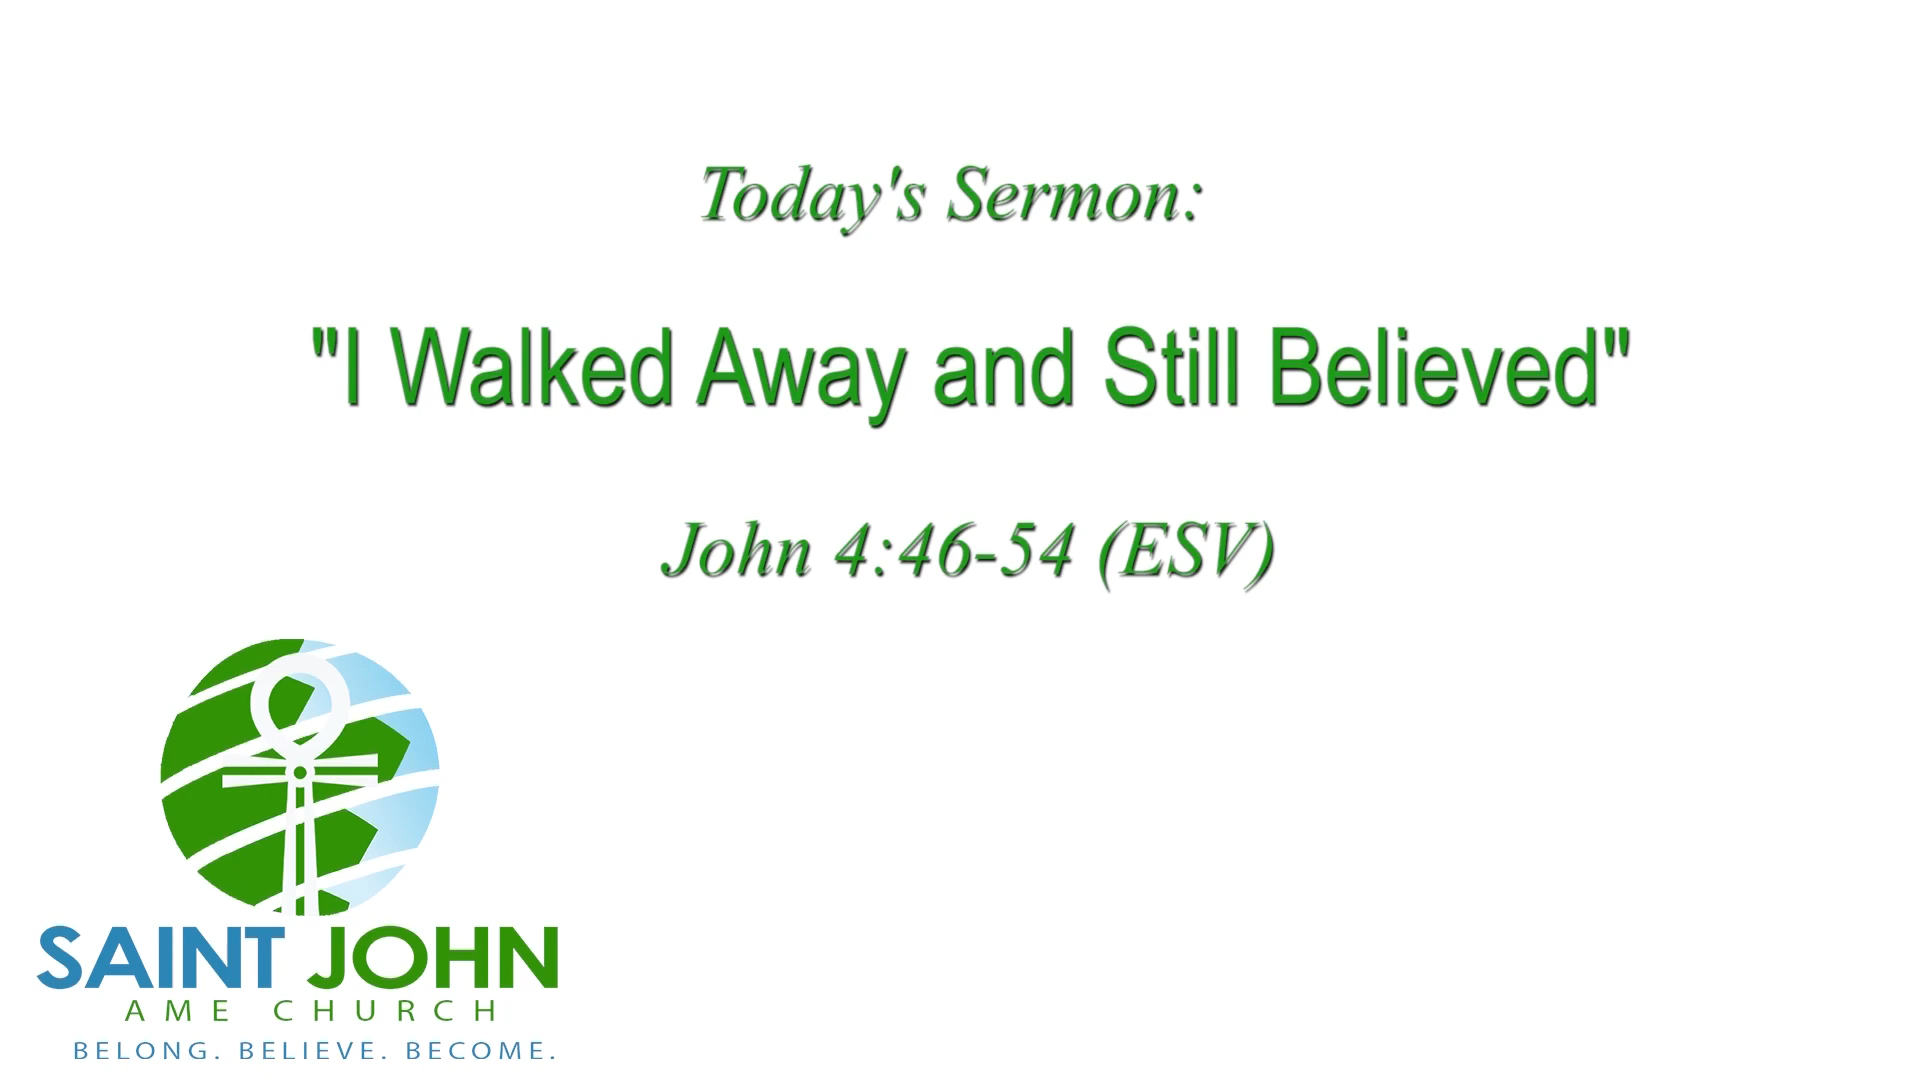 Today's Sermon:
"I Walked Away and Still Believed"
John 4:46-54 (ESV)
SAINT JOHN
AME CHURCH
BELONG. BELIEVE. BECOME.